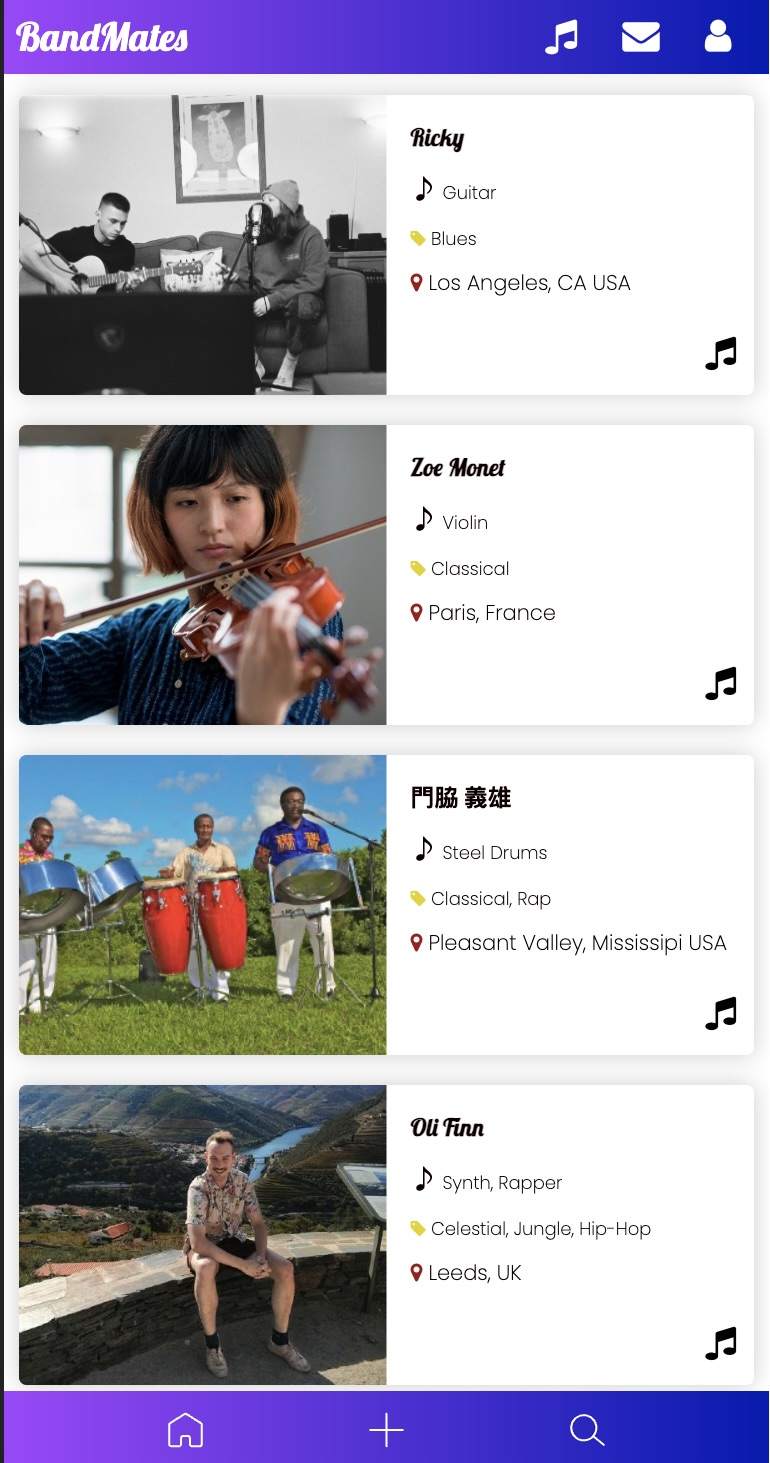 BandMates
Ricky
Guitar
Blues
Los Angeles, CA USA
Zoe Monet
Violin
Classical
Paris, France
門脇 義雄
Steel Drums
Classical, Rap
Pleasant Valley, Mississipi USA
Oli Finn
Synth, Rapper
Celestial, Jungle, Hip-Hop
Leeds, UK